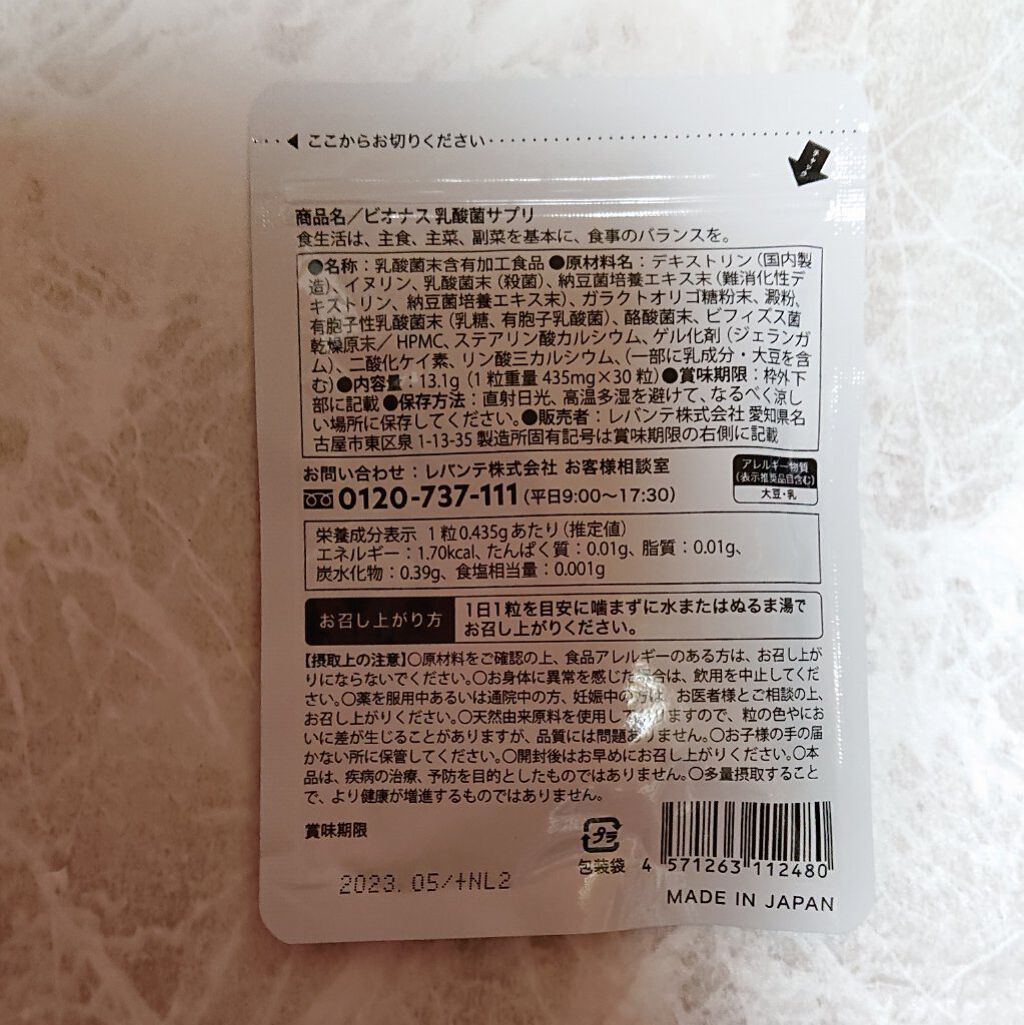 ここからお切りください
チャック
商品名／ビオナス 乳酸菌サプリ
食生活は、主食、主菜、副菜を基本に、食事のバランスを。
●名称：乳酸菌末含有加工食品 ●原材料名：デキストリン（国内製
造）、イヌリン、乳酸菌末（殺菌）、納豆菌培養エキス末（難消化性デ
キストリン、納豆菌培養エキス末）、ガラクトオリゴ糖粉末、澱粉、
有胞子性乳酸菌末（乳糖、有胞子乳酸菌）、酪酸菌末、ビフィズス菌
乾燥原末／HPMC、ステアリン酸カルシウム、ゲル化剤（ジェランガ
ム）、二酸化ケイ素、リン酸三カルシウム、（一部に乳成分・大豆を含
む）●内容量：13.1g（1粒重量 435mg×30粒）●賞味期限：枠外下
部に記載 ●保存方法：直射日光、高温多湿を避けて、なるべく涼し
い場所に保存してください。●販売者：レバンテ株式会社 愛知県名
古屋市東区泉 1-13-35 製造所固有記号は賞味期限の右側に記載
お問い合わせ：レバンテ株式会社 お客様相談室
0120-737-111（平日9:00～17:30）
アレルギー物質
（表示推奨品目含む）
大豆・乳
栄養成分表示 1粒0.435gあたり（推定値）
エネルギー：1.70kcal、たんぱく質：0.01g、脂質：0.01g、
炭水化物：0.39g、食塩相当量：0.001g
お召し上がり方
1日1粒を目安に噛まずに水またはぬるま湯で
お召し上がりください。
【摂取上の注意】○原材料をご確認の上、食品アレルギーのある方は、お召し上が
りにならないでください。○お身体に異常を感じた場合は、飲用を中止してくだ
さい。○薬を服用中あるいは通院中の方、妊娠中の方は、お医者様とご相談の上、
お召し上がりください。○天然由来原料を使用しておりますので、粒の色やにお
いに差が生じることがありますが、品質には問題ありません。○お子様の手の届
かない所に保管してください。○開封後はお早めにお召し上がりください。○本
品は、疾病の治療、予防を目的としたものではありません。○多量摂取すること
で、より健康が増進するものではありません。
賞味期限
プラ
包装袋
4 571263 112480
2023. 05/+NL2
MADE IN JAPAN